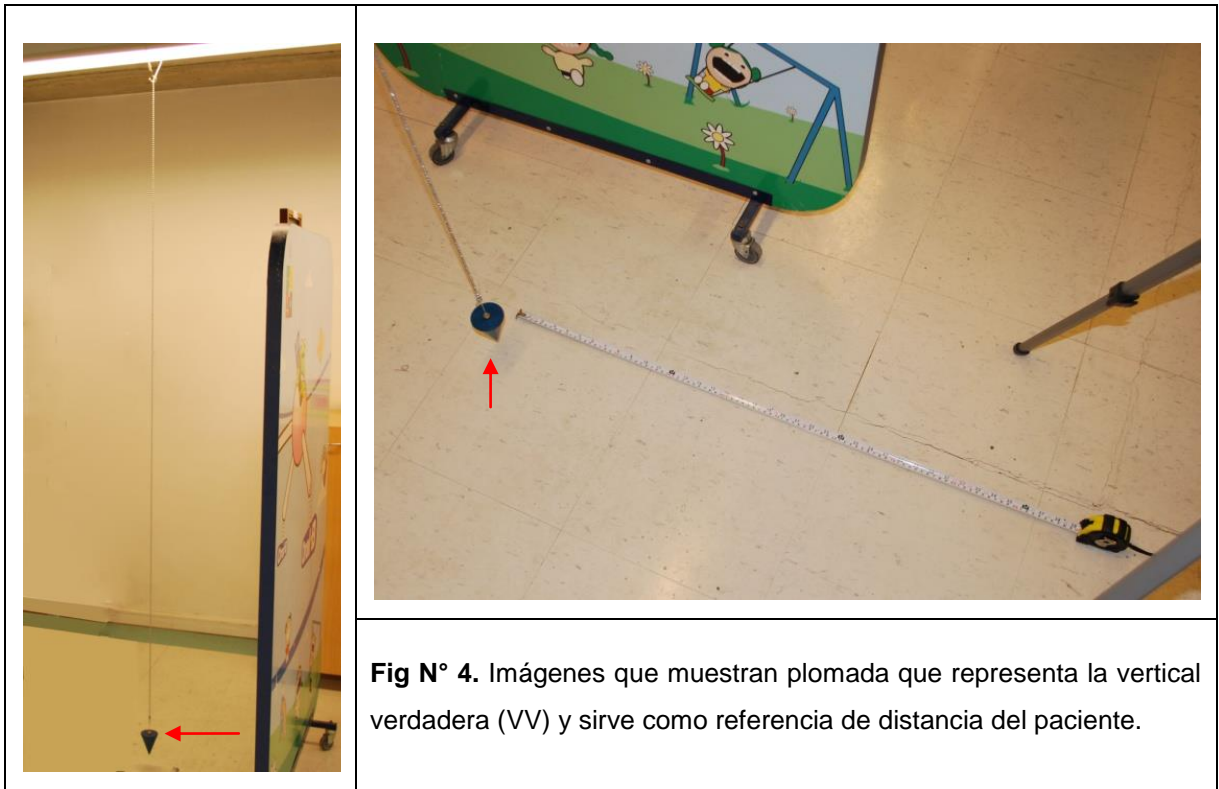 Fig N° 4. Imágenes que muestran plomada que representa la vertical
verdadera (VV) y sirve como referencia de distancia del paciente.